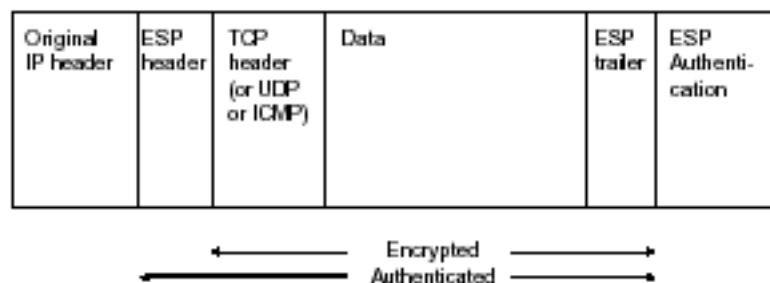 Original
IP header
ESP
header
TCP
header
(or UDP
or ICMP)
Data
ESP
trailer
ESP
Authenti-
cation
Encrypted
Authenticated